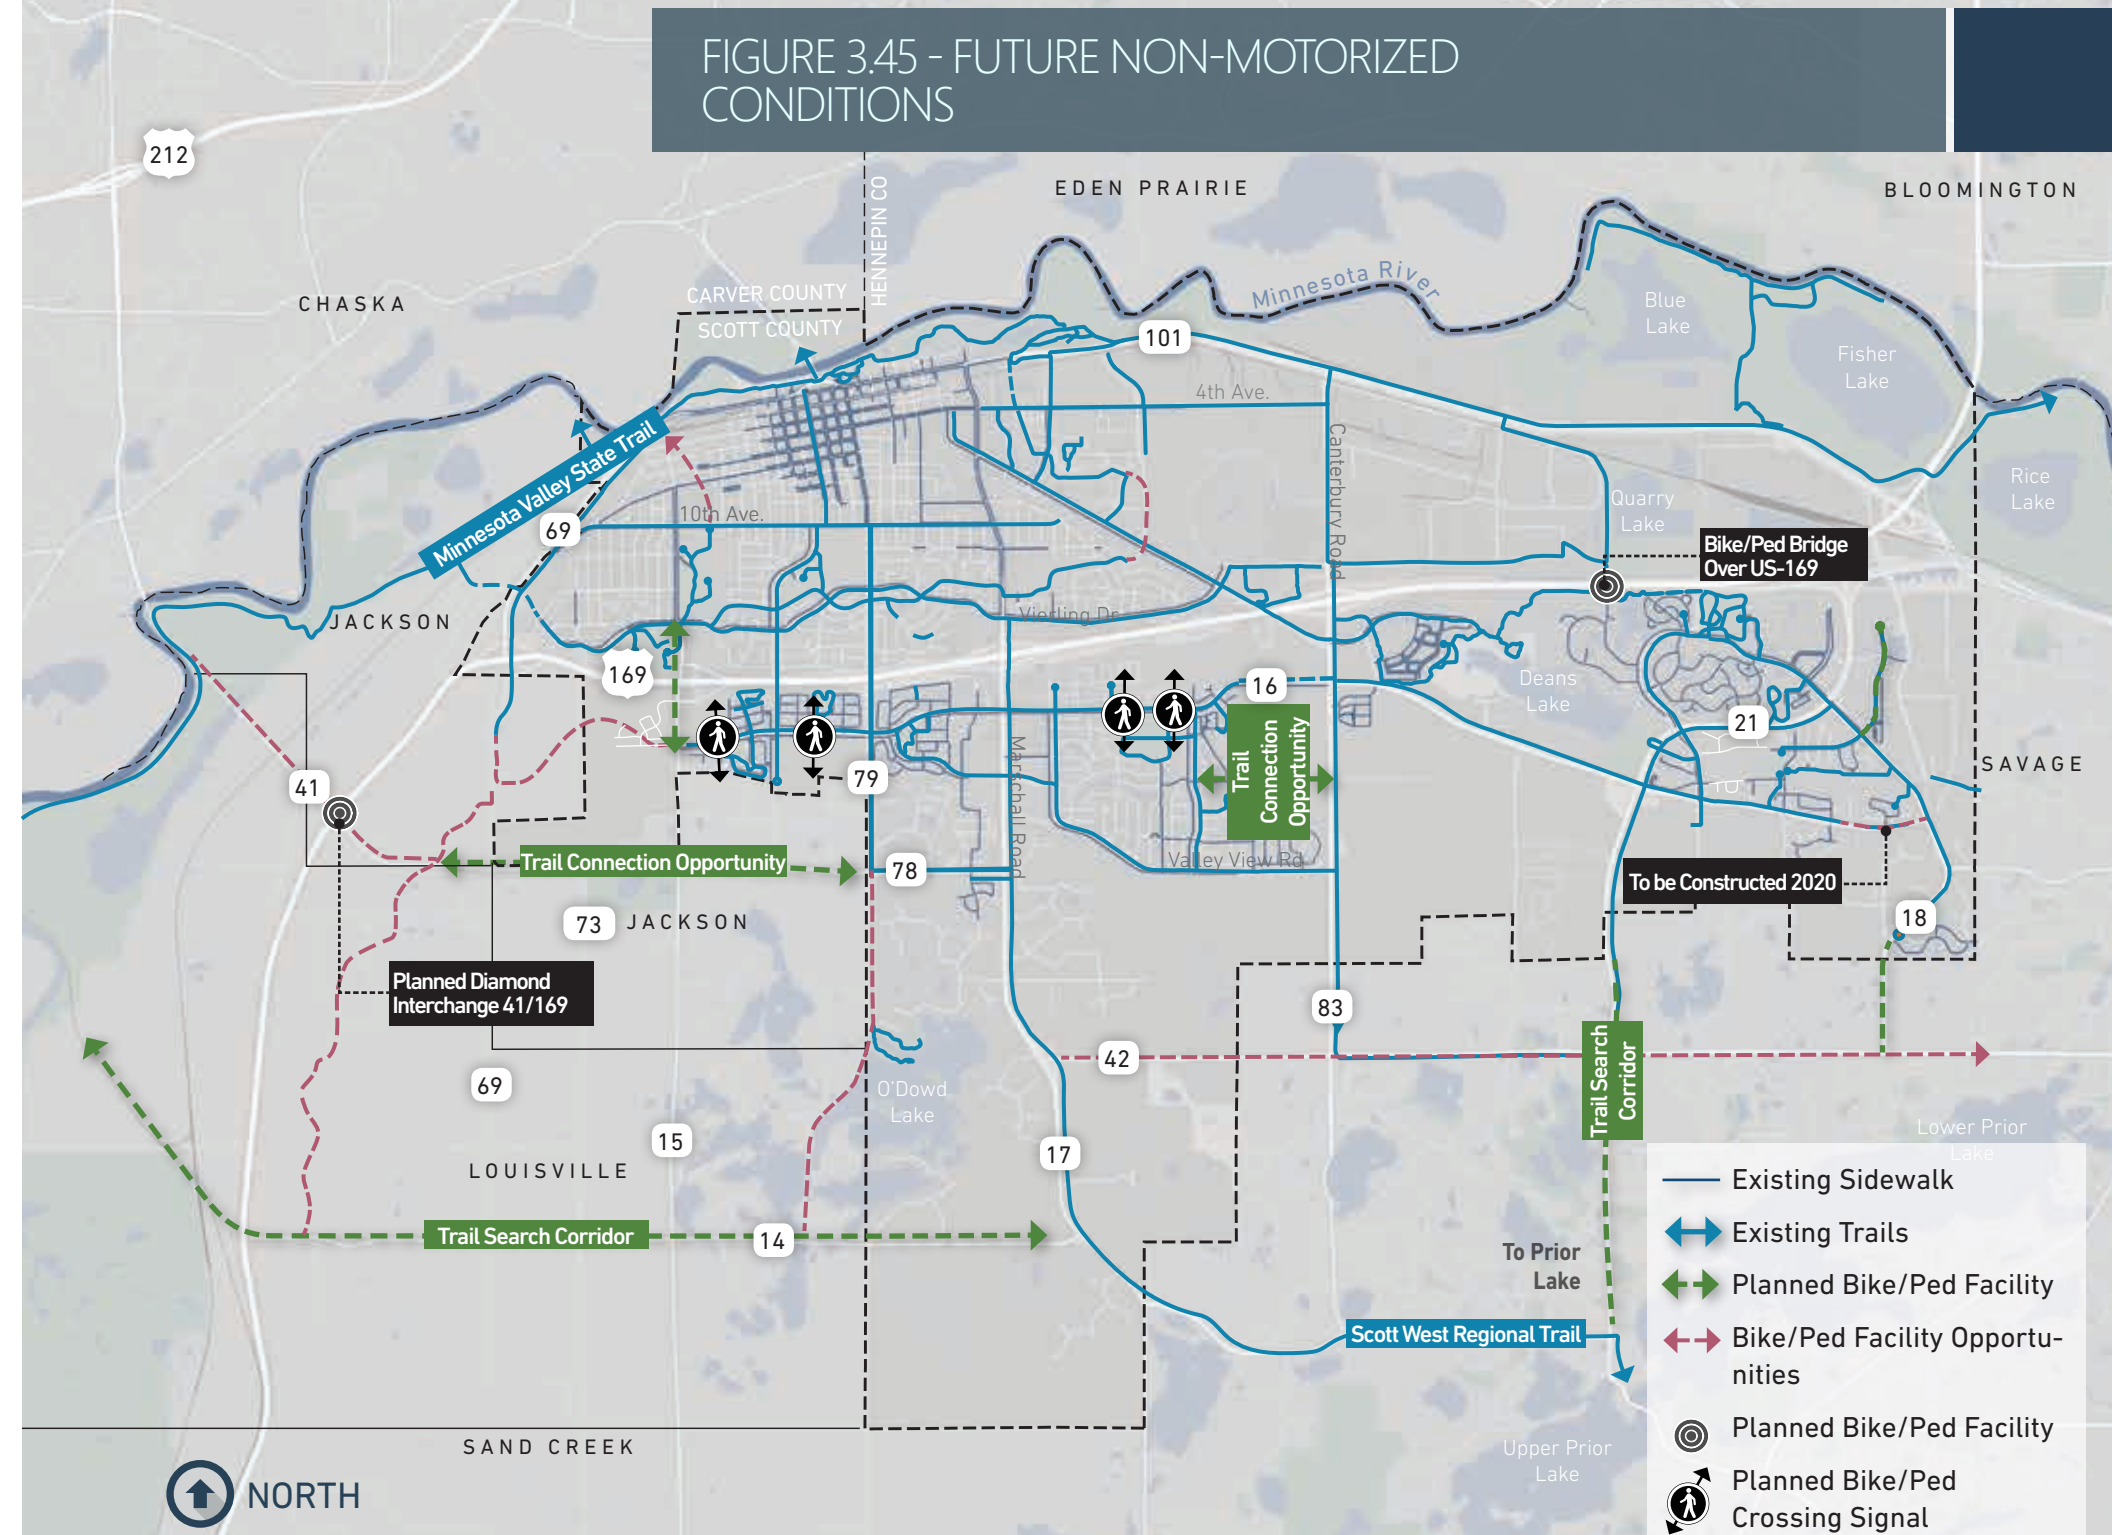 FIGURE 3.45 - FUTURE NON-MOTORIZED
CONDITIONS
212
HENNEPIN CO
EDEN PRAIRIE
BLOOMINGTON
CHASKA
CARVER COUNTY
SCOTT COUNTY
Minnesota River
Blue
Lake
101
Fisher
Lake
4th Ave.
Minnesota Valley State Trail
Canterbury Road
Rice
Lake
Quarry
Lake
10th Ave.
69
Bike/Ped Bridge
Over US-169
JACKSON
Vierling Dr
169
16
Deans
Lake
21
Trail
Connection
Opportunity
Marschall Road
SAVAGE
41
79
Trail Connection Opportunity
78
Valley View Rd
To be Constructed 2020
73
JACKSON
18
Planned Diamond
Interchange 41/169
83
42
Trail Search
Corridor
69
O'Dowd
Lake
15
17
Lower Prior
Lake
LOUISVILLE
Trail Search Corridor
14
To Prior
Lake
Scott West Regional Trail
Upper Prior
Lake
SAND CREEK
NORTH
Existing Sidewalk
Existing Trails
Planned Bike/Ped Facility
Bike/Ped Facility Opportu-
nities
Planned Bike/Ped Facility
Planned Bike/Ped
Crossing Signal